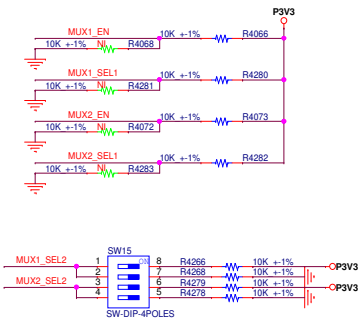 P3V3
MUX1_EN
10K +-1% R4066
10K +-1% NI R4068
MUX1_SEL1
10K +-1% R4280
10K +-1% NI R4281
MUX2_EN
10K +-1% R4073
10K +-1% NI R4072
MUX2_SEL1
10K +-1% R4282
10K +-1% NI R4283
SW15
ON
MUX1_SEL2 1 8 R4266 10K +-1% P3V3
2 7 R4268 10K +-1%
MUX2_SEL2 3 6 R4279 10K +-1% P3V3
4 5 R4278 10K +-1%
SW-DIP-4POLES